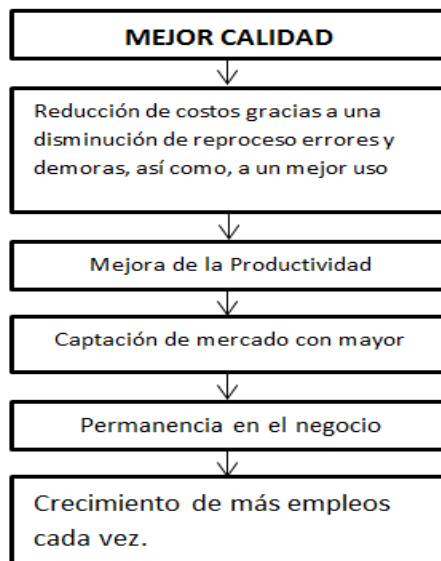 MEJOR CALIDAD
Reducción de costos gracias a una
disminución de reproceso errores y
demoras, así como, a un mejor uso
Mejora de la Productividad
Captación de mercado con mayor
Permanencia en el negocio
Crecimiento de más empleos
cada vez.